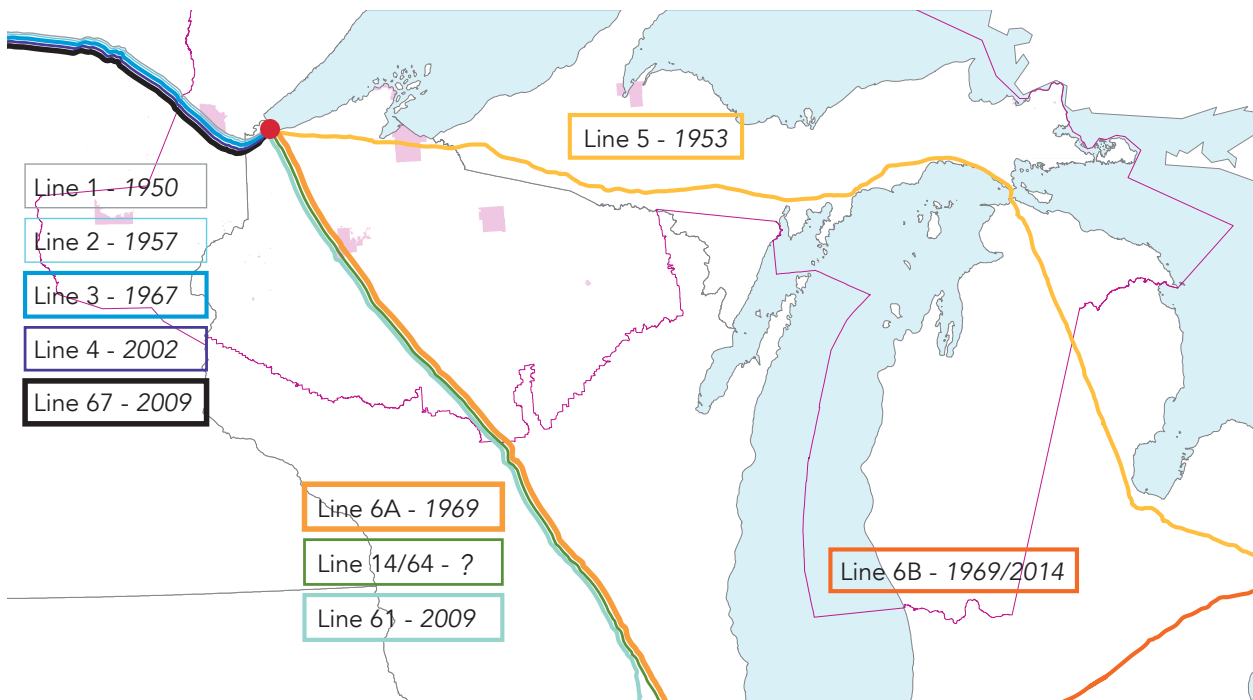 Line 5 - 1953
Line 1 - 1950
Line 2 - 1957
Line 3 - 1967
Line 4 - 2002
Line 67 - 2009
Line 6A - 1969
Line 14/64 - ?
Line 61 - 2009
Line 6B - 1969/2014